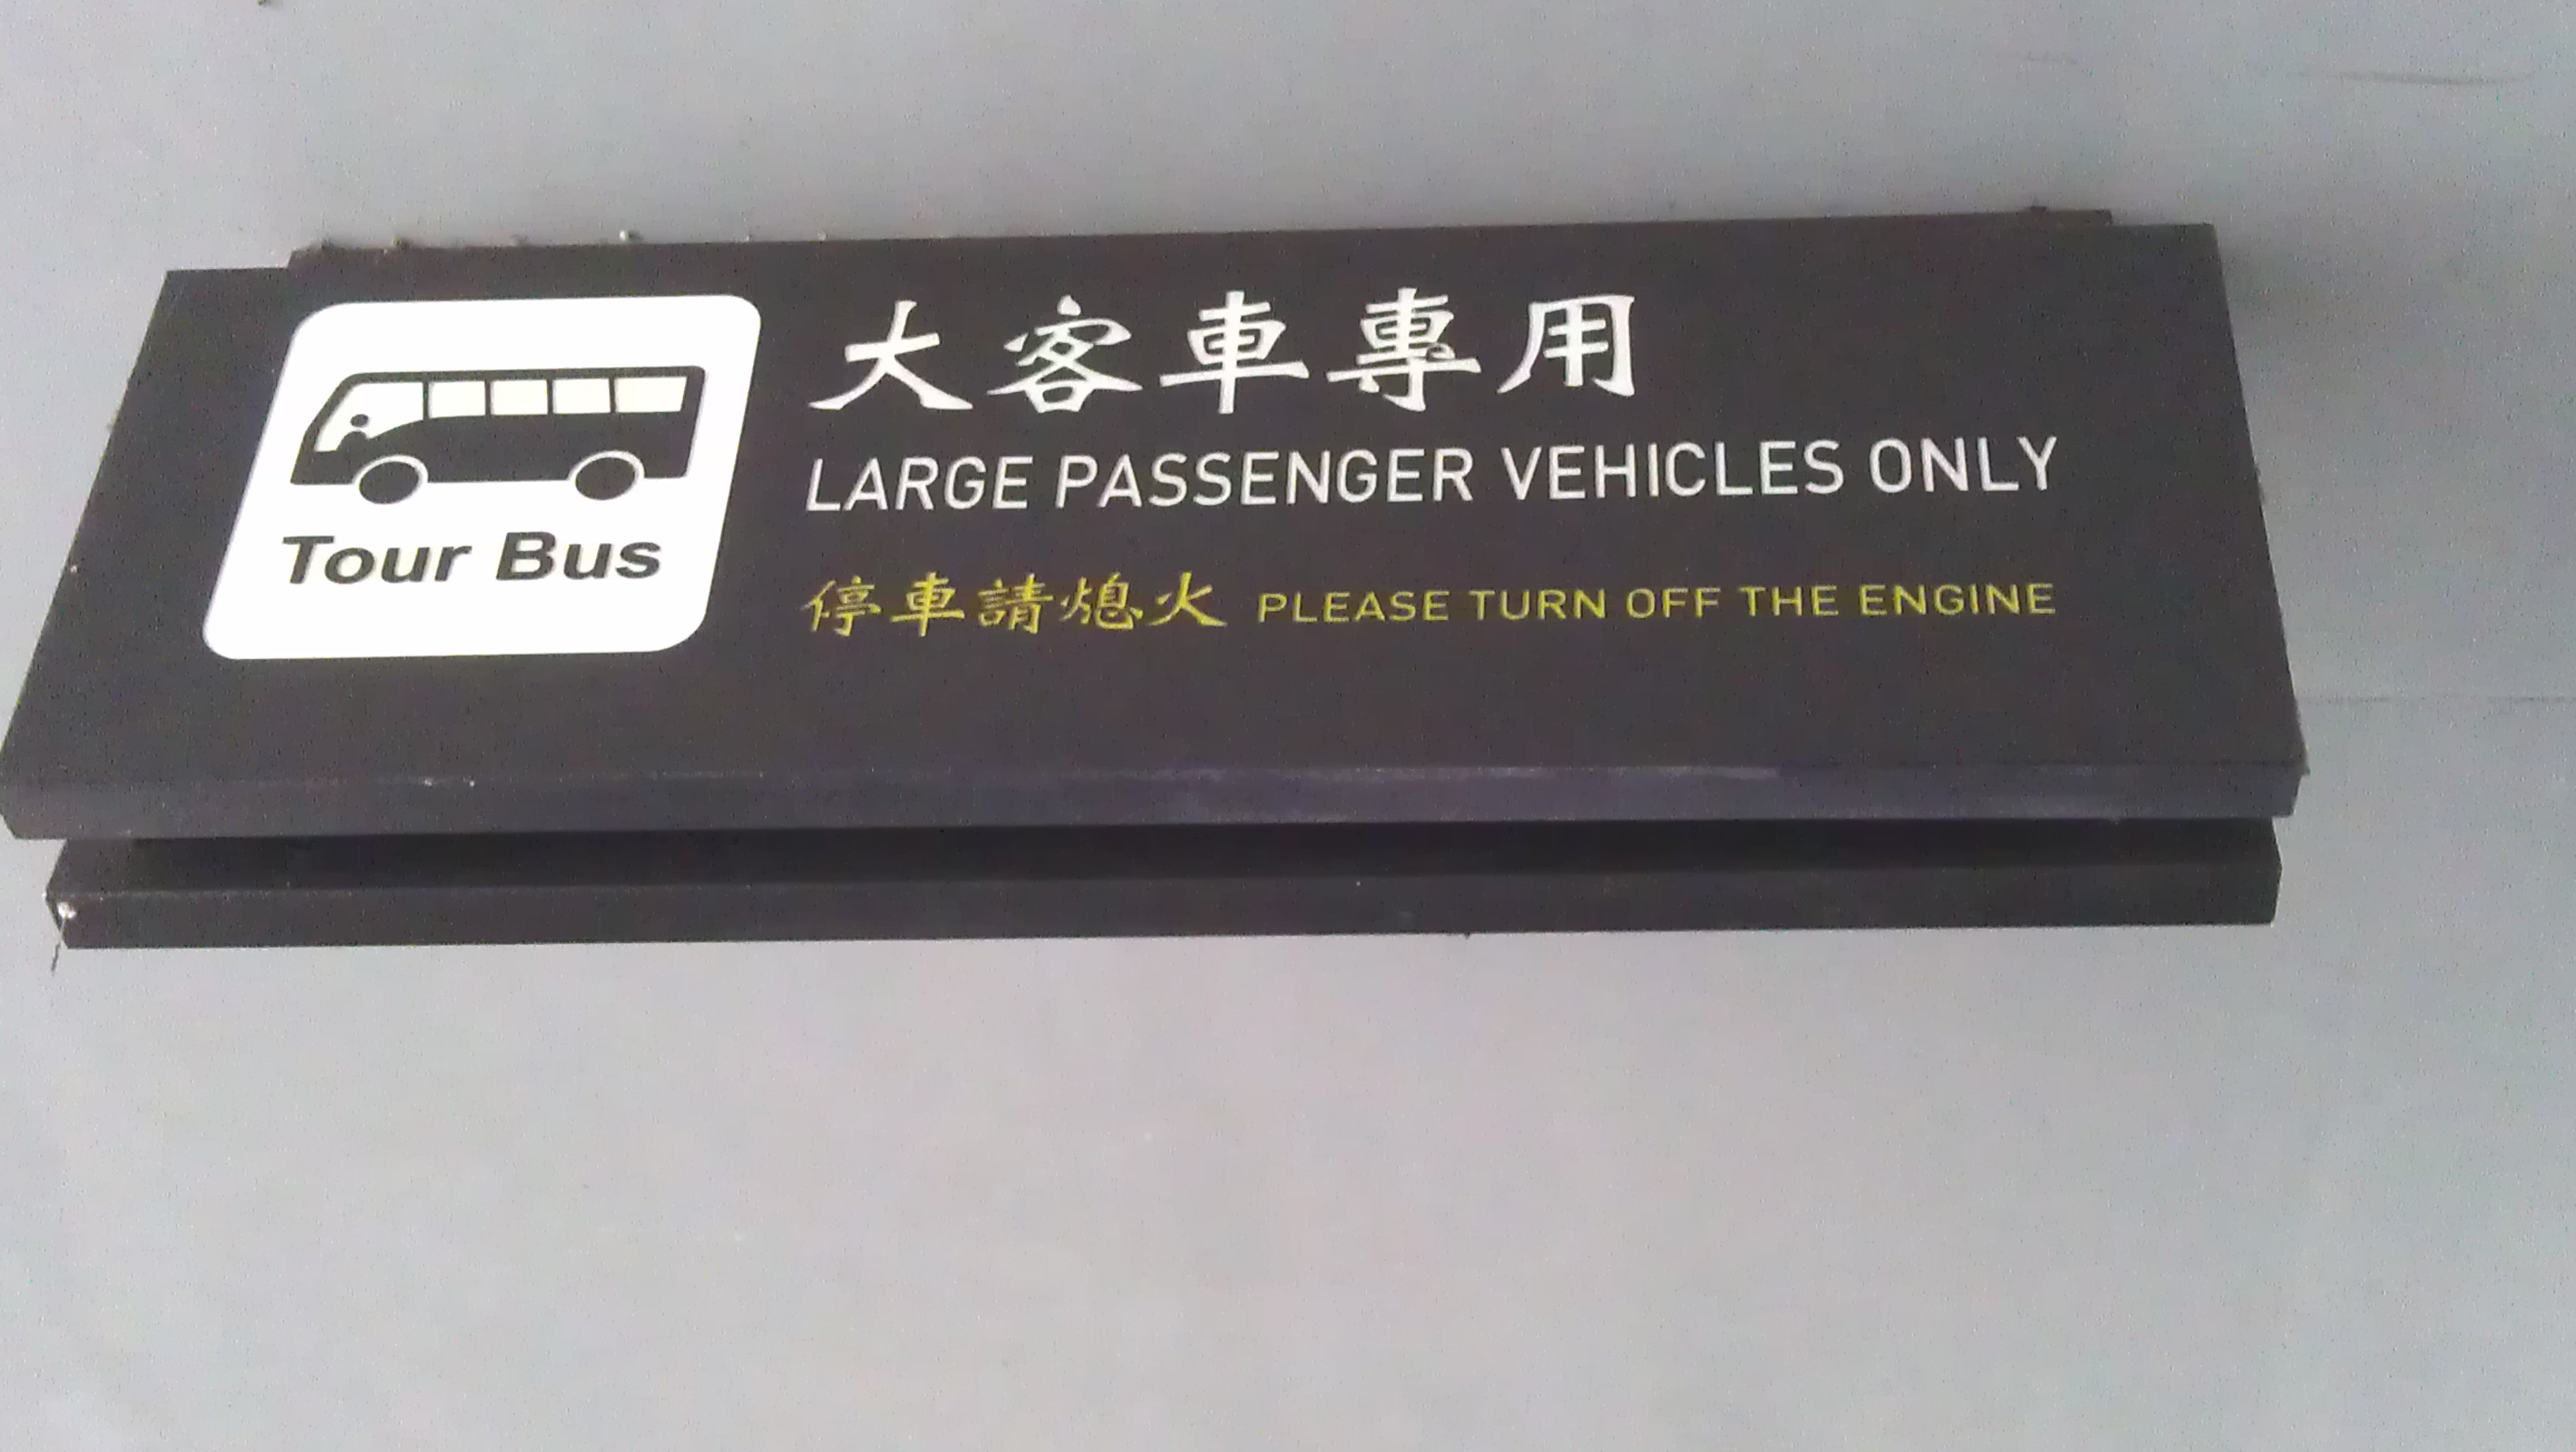 Tour Bus
大客車專用
LARGE PASSENGER VEHICLES ONLY
停車請熄火 PLEASE TURN OFF THE ENGINE